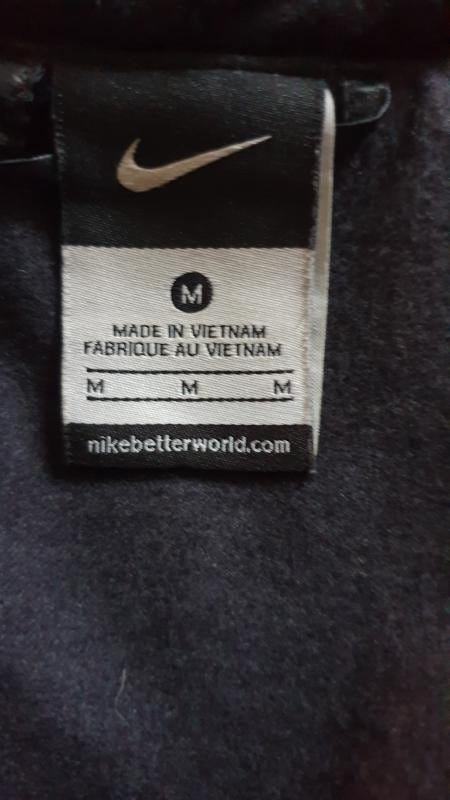 M
MADE IN VIETNAM
FABRIQUE AU VIETNAM
M M M
nikebetterworld.com